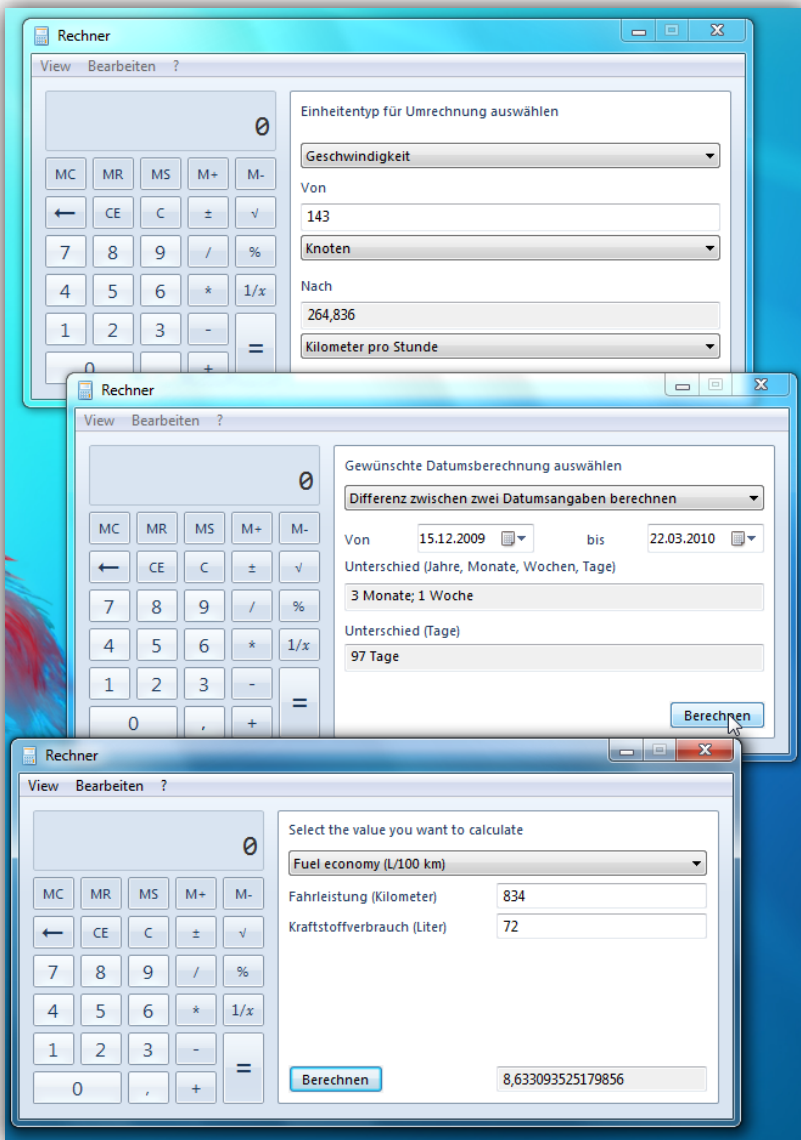 Rechner
View Bearbeiten ?
0
Einheitentyp für Umrechnung auswählen
Geschwindigkeit
MC MR MS M+ M-
Von
← CE C ± √
143
7 8 9 / %
Knoten
4 5 6 * 1/x
Nach
264,836
1 2 3 - =
Kilometer pro Stunde
0 +
Rechner
View Bearbeiten ?
0
Gewünschte Datumsberechnung auswählen
Differenz zwischen zwei Datumsangaben berechnen
MC MR MS M+ M-
Von 15.12.2009 bis 22.03.2010
← CE C ± √
Unterschied (Jahre, Monate, Wochen, Tage)
3 Monate; 1 Woche
7 8 9 / %
Unterschied (Tage)
4 5 6 * 1/x
97 Tage
1 2 3 - =
0 , +
Berechnen
Rechner
View Bearbeiten ?
0
Select the value you want to calculate
Fuel economy (L/100 km)
MC MR MS M+ M-
Fahrleistung (Kilometer) 834
← CE C ± √
Kraftstoffverbrauch (Liter) 72
7 8 9 / %
4 5 6 * 1/x
1 2 3 - =
0 , +
Berechnen 8,633093525179856